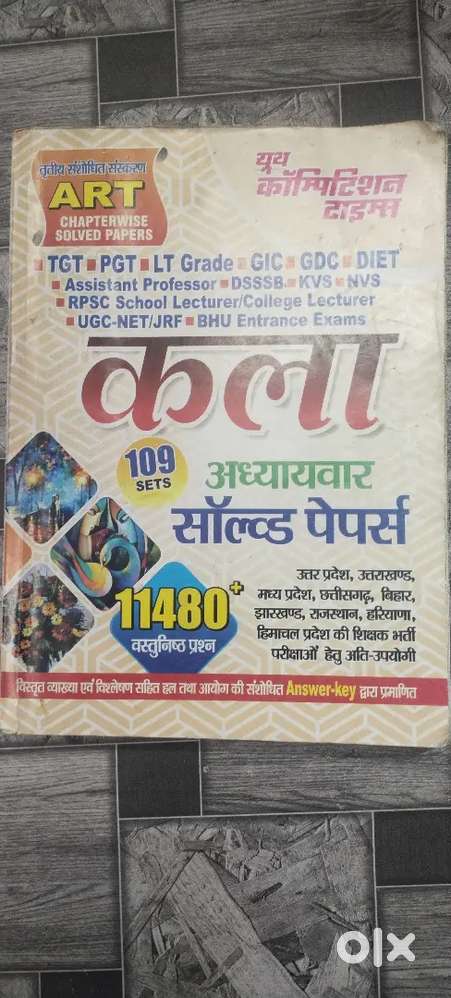 तृतीय संशोधित संस्करण
ART
CHAPTERWISE
SOLVED PAPERS
यूथ
कॉम्पिटिशन
टाइम्स
TGT PGT LT Grade GIC GDC DIET
Assistant Professor DSSSB KVS NVS
RPSC School Lecturer/College Lecturer
UGC-NET/JRF BHU Entrance Exams
कला
109
SETS
अध्यायवार
सॉल्व्ड पेपर्स
11480+
वस्तुनिष्ठ प्रश्न
उत्तर प्रदेश, उत्तराखण्ड,
मध्य प्रदेश, छत्तीसगढ़, बिहार,
झारखण्ड, राजस्थान, हरियाणा,
हिमाचल प्रदेश की शिक्षक भर्ती
परीक्षाओं हेतु अति-उपयोगी
विस्तृत व्याख्या एवं विश्लेषण सहित हल तथा आयोग की संशोधित Answer-key द्वारा प्रमाणित
olx